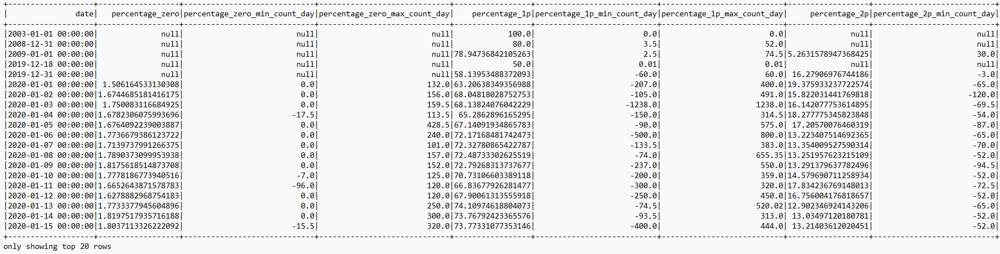 +-------------------+------------------+-----------------------------+-----------------------------+-----------------+---------------------------+---------------------------+------------------+---------------------------+
|               date|   percentage_zero|percentage_zero_min_count_day|percentage_zero_max_count_day|    percentage_1p|percentage_1p_min_count_day|percentage_1p_max_count_day|     percentage_2p|percentage_2p_min_count_day|
+-------------------+------------------+-----------------------------+-----------------------------+-----------------+---------------------------+---------------------------+------------------+---------------------------+
|2003-01-01 00:00:00|              null|                         null|                         null|            100.0|                        0.0|                        0.0|              null|                       null|
|2008-12-31 00:00:00|              null|                         null|                         null|             80.0|                        3.5|                       52.0|              null|                       null|
|2009-01-01 00:00:00|              null|                         null|                         null|78.94736842105263|                        2.5|                       74.5|5.2631578947368425|                       30.0|
|2019-12-18 00:00:00|              null|                         null|                         null|             50.0|                       0.01|                       0.01|              null|                       null|
|2019-12-31 00:00:00|              null|                         null|                         null|58.13953488372093|                      -60.0|                       60.0| 16.27906976744186|                       -3.0|
|2020-01-01 00:00:00| 1.506164533130308|                          0.0|                        132.0|63.20638349356988|                     -207.0|                      400.0|19.375933237722574|                      -65.0|
|2020-01-02 00:00:00|1.6744685181416175|                          0.0|                        156.0|68.04818028752753|                     -105.0|                      491.0|15.822031441769818|                     -120.0|
|2020-01-03 00:00:00| 1.750083116684925|                          0.0|                        159.5|68.13824076042229|                    -1238.0|                     1238.0|16.142077753614895|                      -69.5|
|2020-01-04 00:00:00|1.6782306075993696|                        -17.5|                        113.5| 65.2862896165295|                     -150.0|                      314.5|18.277775345823848|                      -54.0|
|2020-01-05 00:00:00|1.6764092239003887|                          0.0|                        428.5|67.14091934865783|                      -90.0|                      575.0| 17.20570076460319|                      -87.0|
|2020-01-06 00:00:00|1.7736679386123722|                          0.0|                        240.0|72.17168481742473|                     -500.0|                      800.0|13.223407514692365|                      -65.0|
|2020-01-07 00:00:00|1.7139737991266375|                          0.0|                        101.0|72.32780865422787|                     -133.5|                      383.0|13.354009527590314|                      -70.0|
|2020-01-08 00:00:00|1.7890373099953938|                          0.0|                        157.0|72.48733302625519|                      -74.0|                     655.35|13.251957623215109|                      -52.0|
|2020-01-09 00:00:00|1.8175618514873708|                          0.0|                        152.0|72.79268313737677|                     -237.0|                      550.0|13.291379637782496|                      -94.5|
|2020-01-10 00:00:00|1.7778186773940516|                         -7.0|                        125.0|70.73106603389118|                     -200.0|                      359.0|14.579690711258934|                      -52.0|
|2020-01-11 00:00:00|1.6652643871578783|                        -96.0|                        120.0|66.83677926281477|                     -300.0|                      320.0|17.834236769148013|                      -72.5|
|2020-01-12 00:00:00|1.6278882968754183|                          0.0|                        120.0|67.90061313555918|                     -250.0|                      450.0|16.756004176818657|                      -52.0|
|2020-01-13 00:00:00|1.7733377945604896|                          0.0|                        250.0|74.10974618804073|                      -74.5|                     520.02|12.902346924143206|                      -65.0|
|2020-01-14 00:00:00|1.8197517935716188|                          0.0|                        300.0|73.76792423365576|                      -93.5|                      313.0| 13.03497121180781|                      -52.0|
|2020-01-15 00:00:00|1.8037113326222092|                        -15.5|                        320.0|73.77331077353146|                     -400.0|                      444.0| 13.21403612020451|                      -52.0|
+-------------------+------------------+-----------------------------+-----------------------------+-----------------+---------------------------+---------------------------+------------------+---------------------------+
only showing top 20 rows